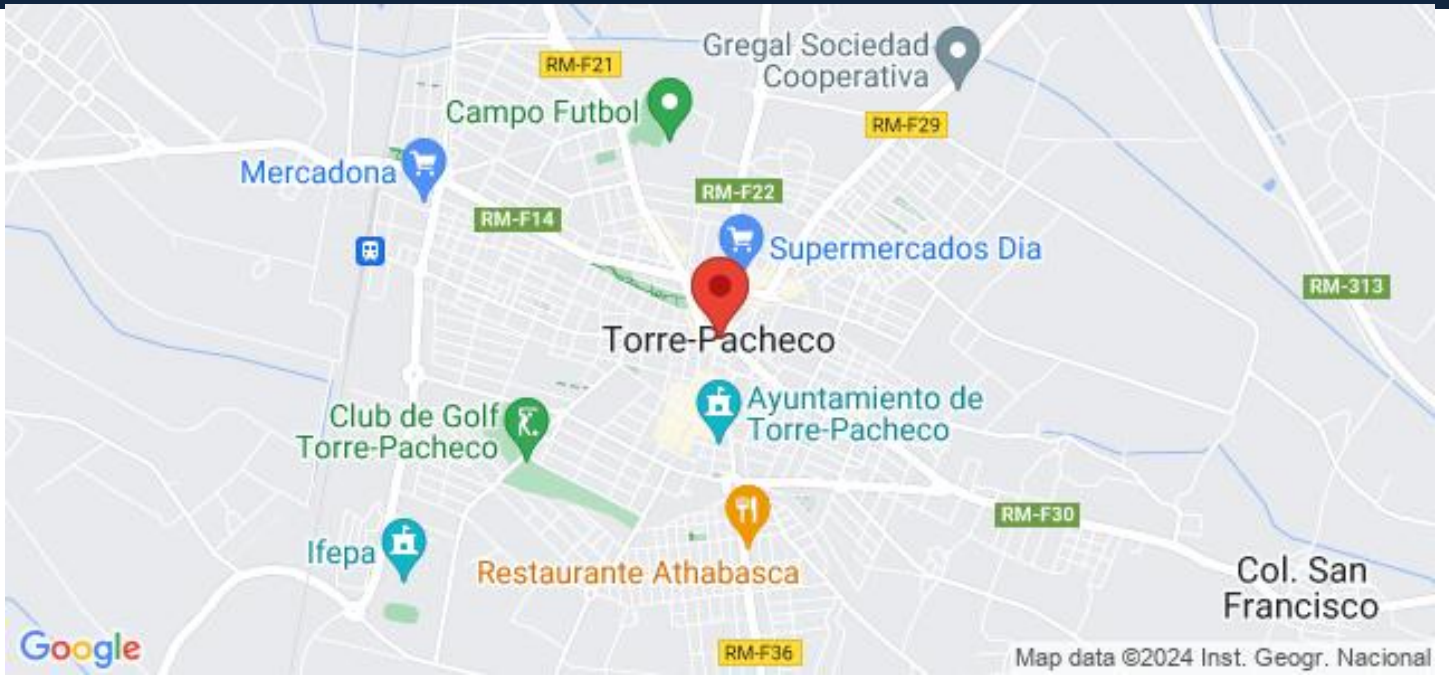 Gregal Sociedad
Cooperativa
RM-F21
Campo Futbol
RM-F29
Mercadona
RM-F22
RM-F14
Supermercados Dia
RM-313
Torre-Pacheco
Ayuntamiento de
Torre-Pacheco
Club de Golf
Torre-Pacheco
RM-F30
Ifepa
Restaurante Athabasca
Col. San
Francisco
Google
RM-F36
Map data ©2024 Inst. Geogr. Nacional